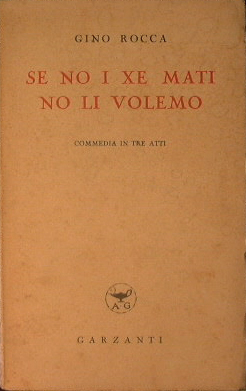 GINO ROCCA
SE NO I XE MATI
NO LI VOLEMO
COMMEDIA IN TRE ATTI
AG
GARZANTI